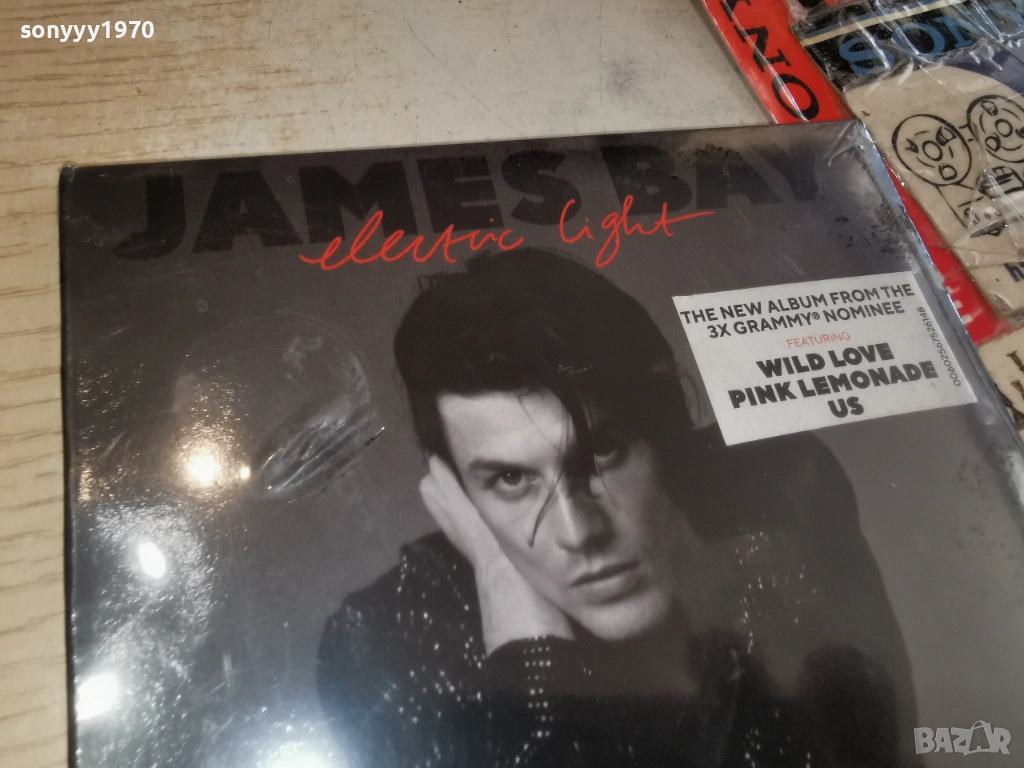 sonyyy1970
JAMES BAY
electric light
THE NEW ALBUM FROM THE
3X GRAMMY® NOMINEE
FEATURING
WILD LOVE
PINK LEMONADE
US
00602567526148
BAZAR